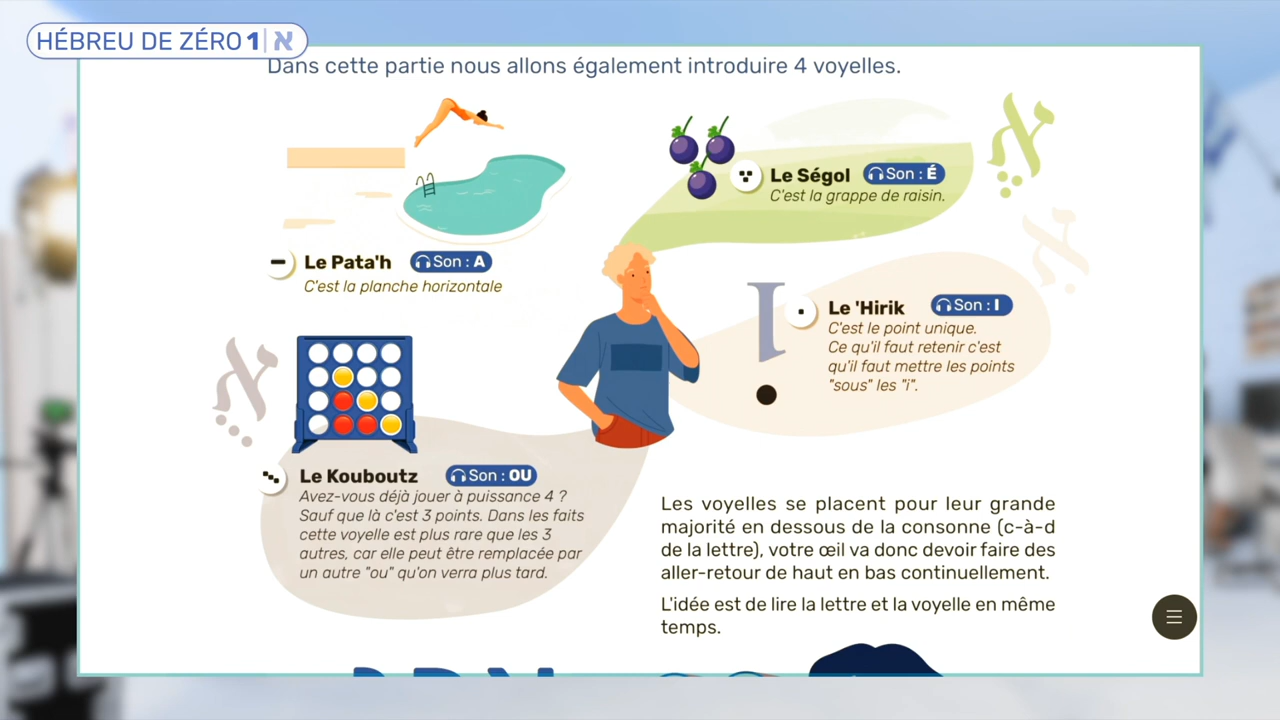 HÉBREU DE ZÉRO 1 | א
Dans cette partie nous allons également introduire 4 voyelles.
Le Pata'h Son : A
C'est la planche horizontale
Le Ségol Son : É
C'est la grappe de raisin.
אֶ
אִ
Le 'Hirik Son : I
C'est le point unique.
Ce qu'il faut retenir c'est
qu'il faut mettre les points
"sous" les "i".
אֻ
Le Kouboutz Son : OU
Avez-vous déjà jouer à puissance 4 ?
Sauf que là c'est 3 points. Dans les faits
cette voyelle est plus rare que les 3
autres, car elle peut être remplacée par
un autre "ou" qu'on verra plus tard.
Les voyelles se placent pour leur grande
majorité en dessous de la consonne (c-à-d
de la lettre), votre œil va donc devoir faire des
aller-retour de haut en bas continuellement.
L'idée est de lire la lettre et la voyelle en même
temps.